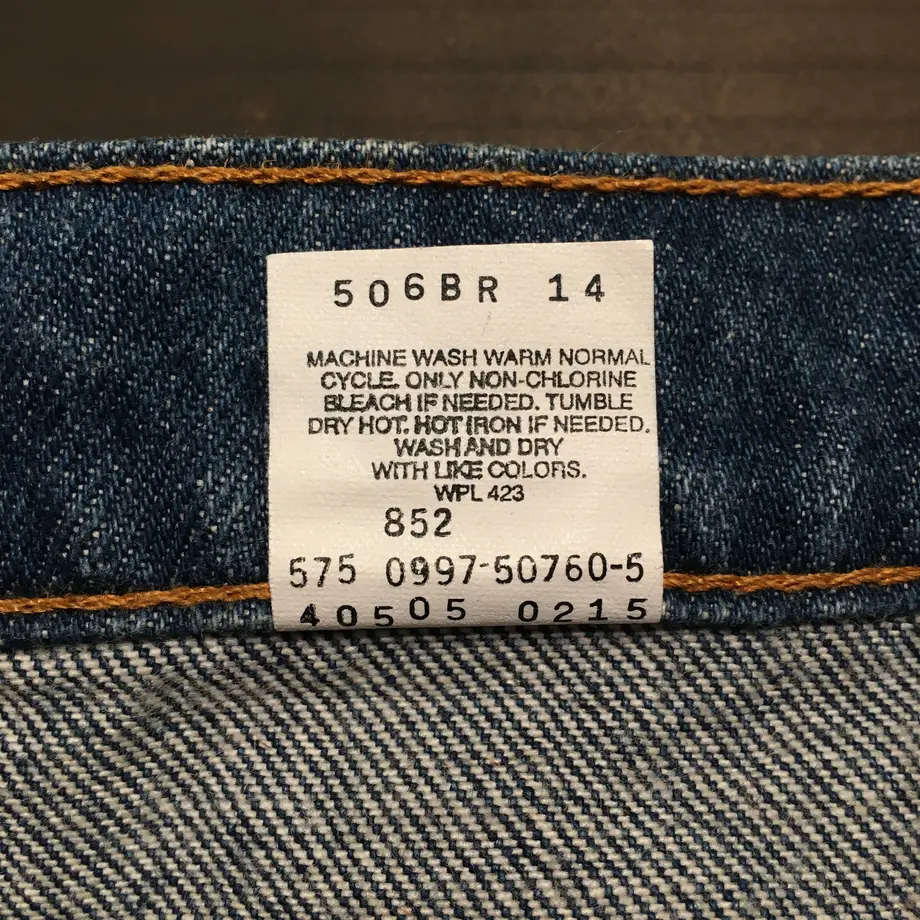 506BR 14
MACHINE WASH WARM NORMAL
CYCLE. ONLY NON-CHLORINE
BLEACH IF NEEDED. TUMBLE
DRY HOT. HOT IRON IF NEEDED.
WASH AND DRY
WITH LIKE COLORS.
WPL 423
852
575 0997-50760-5
40505 0215